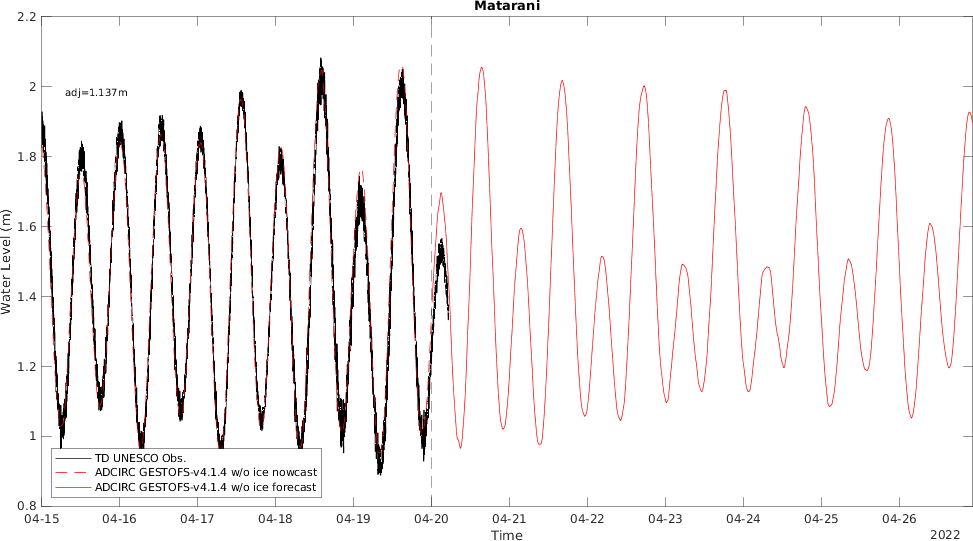 Matarani
2.2
2
1.8
1.6
1.4
1.2
1
0.8
Water Level (m)
adj=1.137m
TD UNESCO Obs.
ADCIRC GESTOFS-v4.1.4 w/o ice nowcast
ADCIRC GESTOFS-v4.1.4 w/o ice forecast
04-15 04-16 04-17 04-18 04-19 04-20 04-21 04-22 04-23 04-24 04-25 04-26
Time
2022